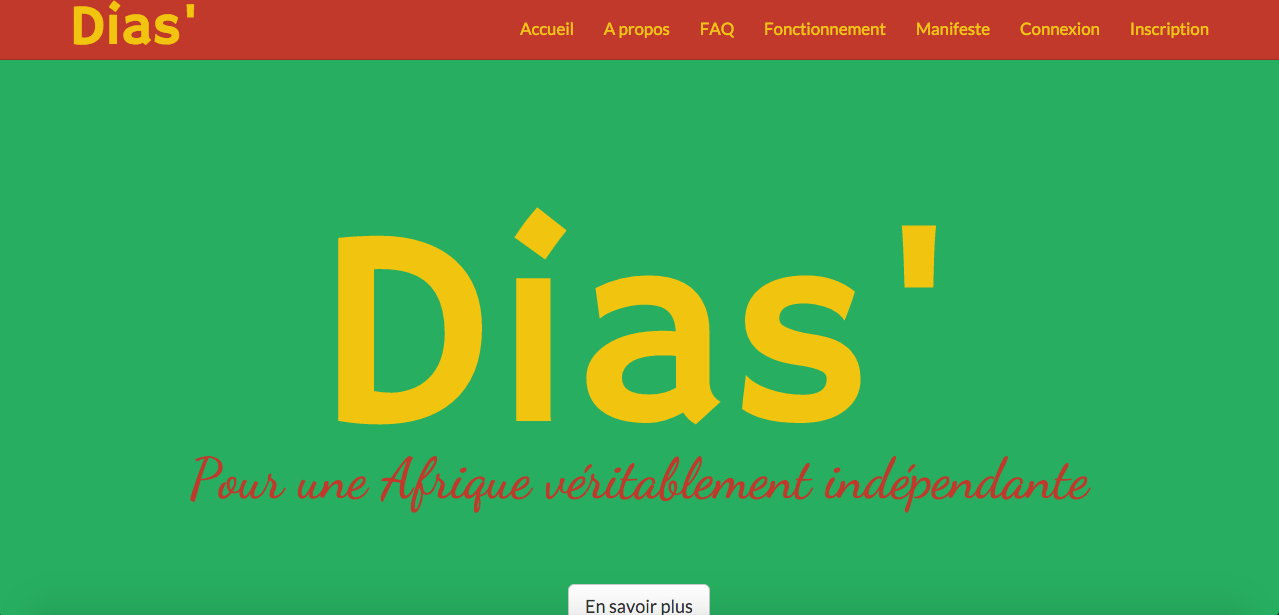 Dias'
Accueil A propos FAQ Fonctionnement Manifeste Connexion Inscription
Dias'
Pour une Afrique véritablement indépendante
En savoir plus